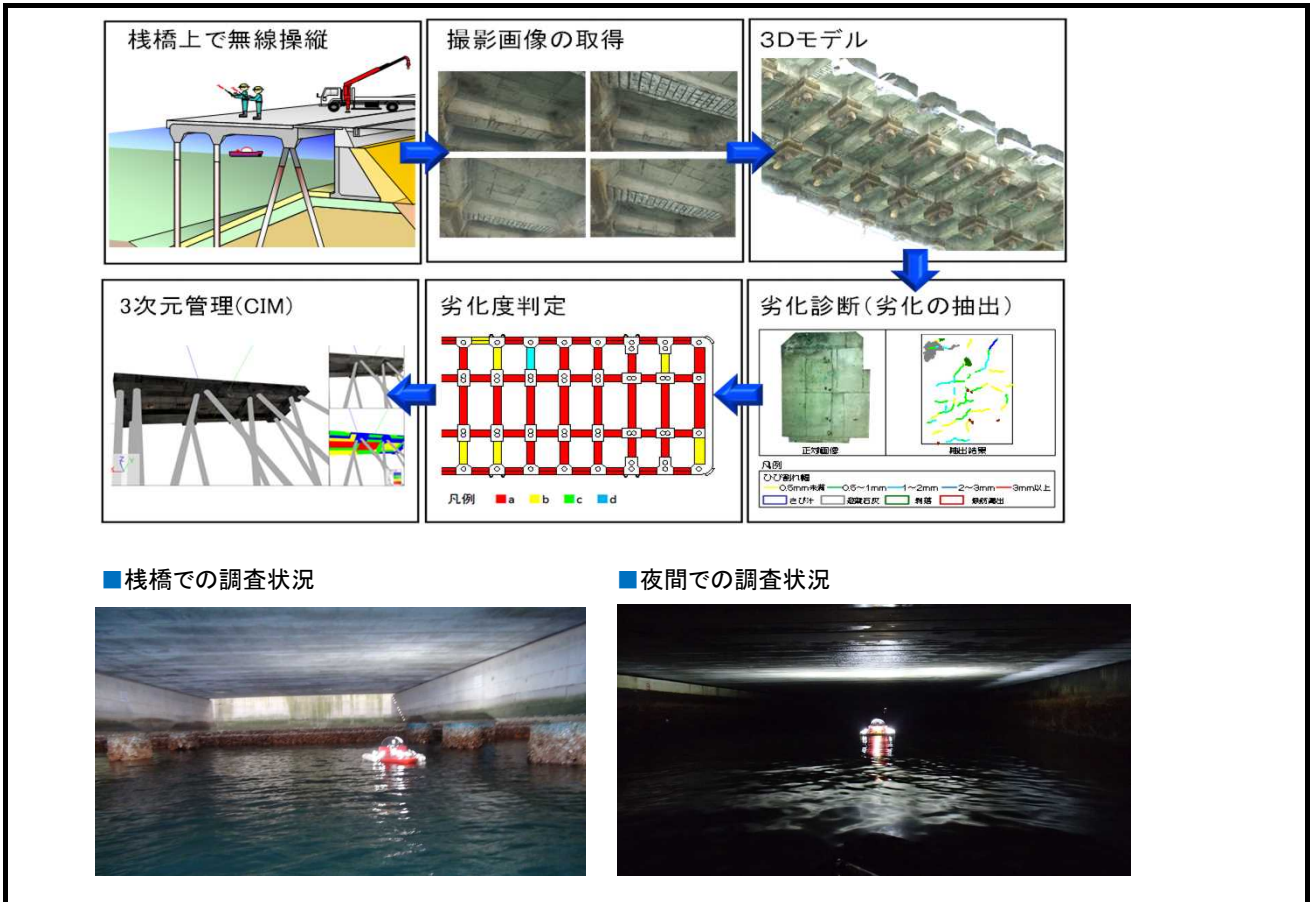 桟橋上で無線操縦
撮影画像の取得
3Dモデル
3次元管理(CIM)
劣化度判定
劣化診断(劣化の抽出)
正対画像
抽出結果
凡例
ひび割れ幅
0.5mm未満 0.5~1mm 1~2mm 2~3mm 3mm以上
さび汁 遊離石灰 剥落 鉄筋露出
凡例 a b c d
■桟橋での調査状況
■夜間での調査状況